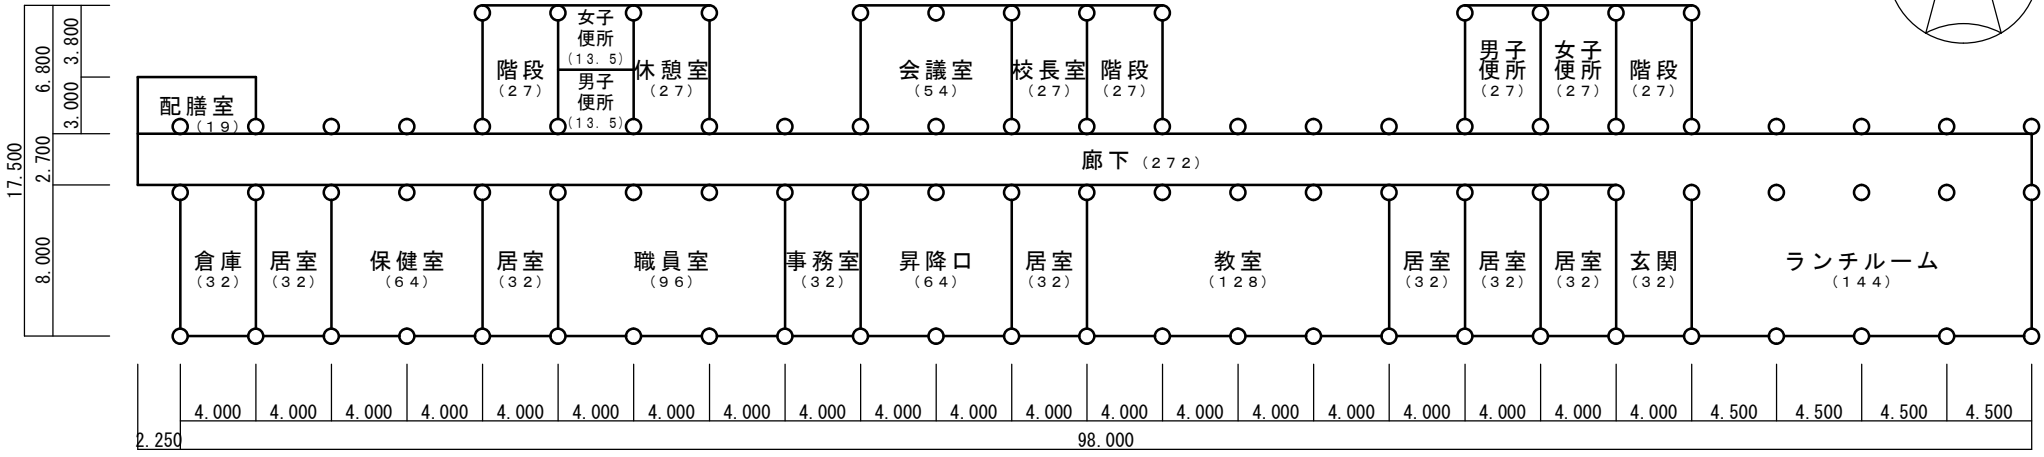 女子
便所
(13.5)
男子
便所
(13.5)
階段
(27)
休憩室
(27)
会議室
(54)
校長室
(27)
階段
(27)
男子
便所
(27)
女子
便所
(27)
階段
(27)
配膳室
(19)
廊下 (272)
倉庫
(32)
居室
(32)
保健室
(64)
居室
(32)
職員室
(96)
事務室
(32)
昇降口
(64)
居室
(32)
教室
(128)
居室
(32)
居室
(32)
居室
(32)
玄関
(32)
ランチルーム
(144)
17.500
6.800
2.700
8.000
3.800
3.000
4.000 4.000 4.000 4.000 4.000 4.000 4.000 4.000 4.000 4.000 4.000 4.000 4.000 4.000 4.000 4.000 4.000 4.000 4.000 4.000 4.500 4.500 4.500 4.500
2.250 98.000